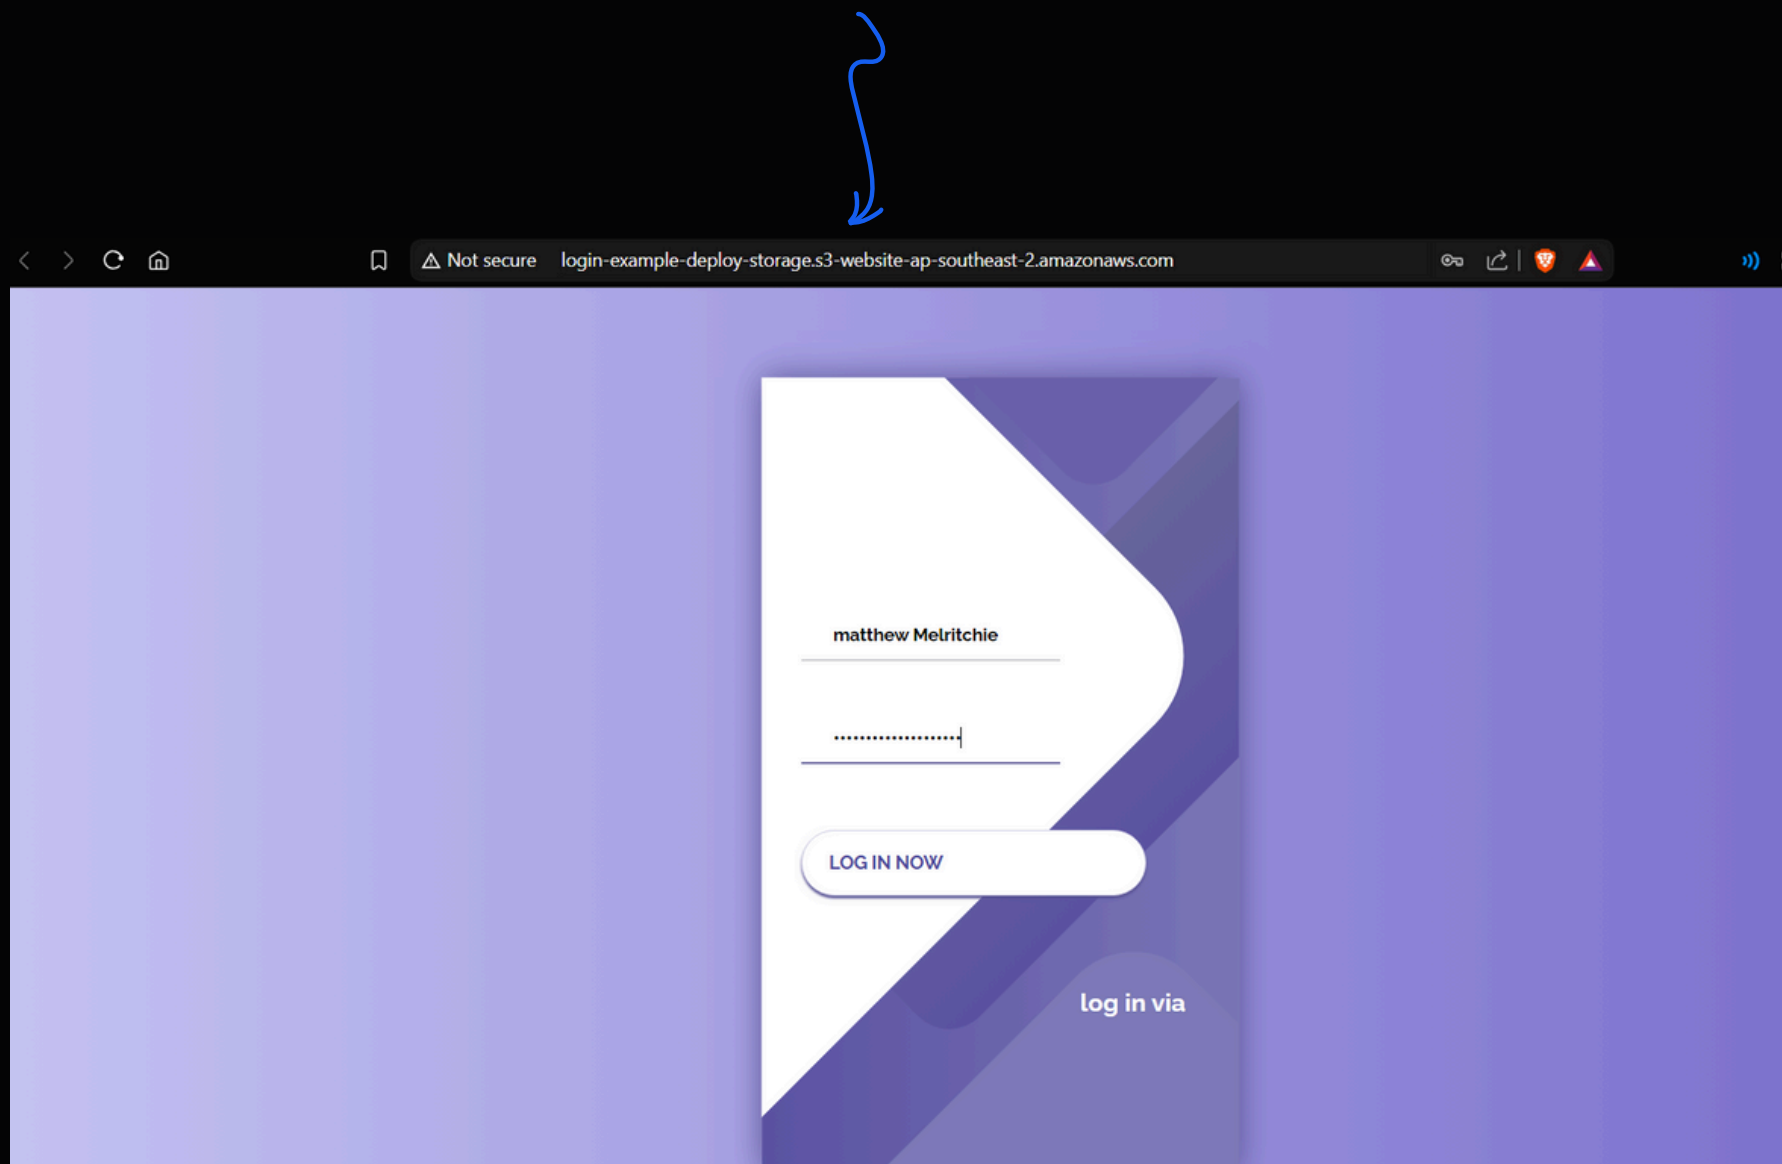 Not secure login-example-deploy-storage.s3-website-ap-southeast-2.amazonaws.com
matthew Melritchie
LOG IN NOW
log in via